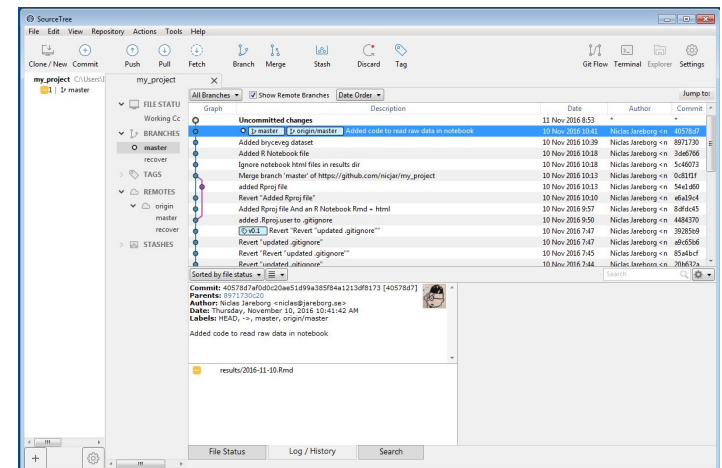 SourceTree
File Edit View Repository Actions Tools Help
Clone / New Commit Push Pull Fetch Branch Merge Stash Discard Tag Git Flow Terminal Explorer Settings
my_project C:\Users\I my_project
1 master
All Branches Show Remote Branches Date Order Jump to:
Graph Description Date Author Commit
FILE STATU
Working Cc
BRANCHES
master
recover
TAGS
REMOTES
origin
master
recover
STASHES
Uncommitted changes 11 Nov 2016 8:53 * *
master origin/master Added code to read raw data in notebook 10 Nov 2016 10:41 Niclas Jareborg <n 40578d7
Added bryceveg dataset 10 Nov 2016 10:39 Niclas Jareborg <n 8971730
Added R Notebook file 10 Nov 2016 10:18 Niclas Jareborg <n 3de6766
Ignore notebook html files in results dir 10 Nov 2016 10:18 Niclas Jareborg <n 5c46073
Merge branch 'master' of https://github.com/nicjar/my_project 10 Nov 2016 10:13 Niclas Jareborg <n 0c81f1f
added Rproj file 10 Nov 2016 10:13 Niclas Jareborg <n 54e1d60
Revert "Added Rproj file" 10 Nov 2016 10:10 Niclas Jareborg <n e6a19c4
Added Rproj file And an R Notebook Rmd + html 10 Nov 2016 9:57 Niclas Jareborg <n 8dfdc45
added .Rproj.user to .gitignore 10 Nov 2016 9:50 Niclas Jareborg <n 4484370
v0.1 Revert "Revert "updated .gitignore"" 10 Nov 2016 7:47 Niclas Jareborg <n 39285b9
Revert "updated .gitignore" 10 Nov 2016 7:47 Niclas Jareborg <n a9c65b6
Revert "Revert "updated .gitignore"" 10 Nov 2016 7:45 Niclas Jareborg <n 85a4bcf
Revert "updated .gitignore" 10 Nov 2016 7:44 Niclas Jareborg <n 20b632a
Sorted by file status Search
Commit: 40578d7af0d0c20ae51d99a385f84a1213df8173 [40578d7]
Parents: 8971730c20
Author: Niclas Jareborg <niclas@jareborg.se>
Date: Thursday, November 10, 2016 10:41:42 AM
Labels: HEAD, ->, master, origin/master
Added code to read raw data in notebook
results/2016-11-10.Rmd
File Status Log / History Search